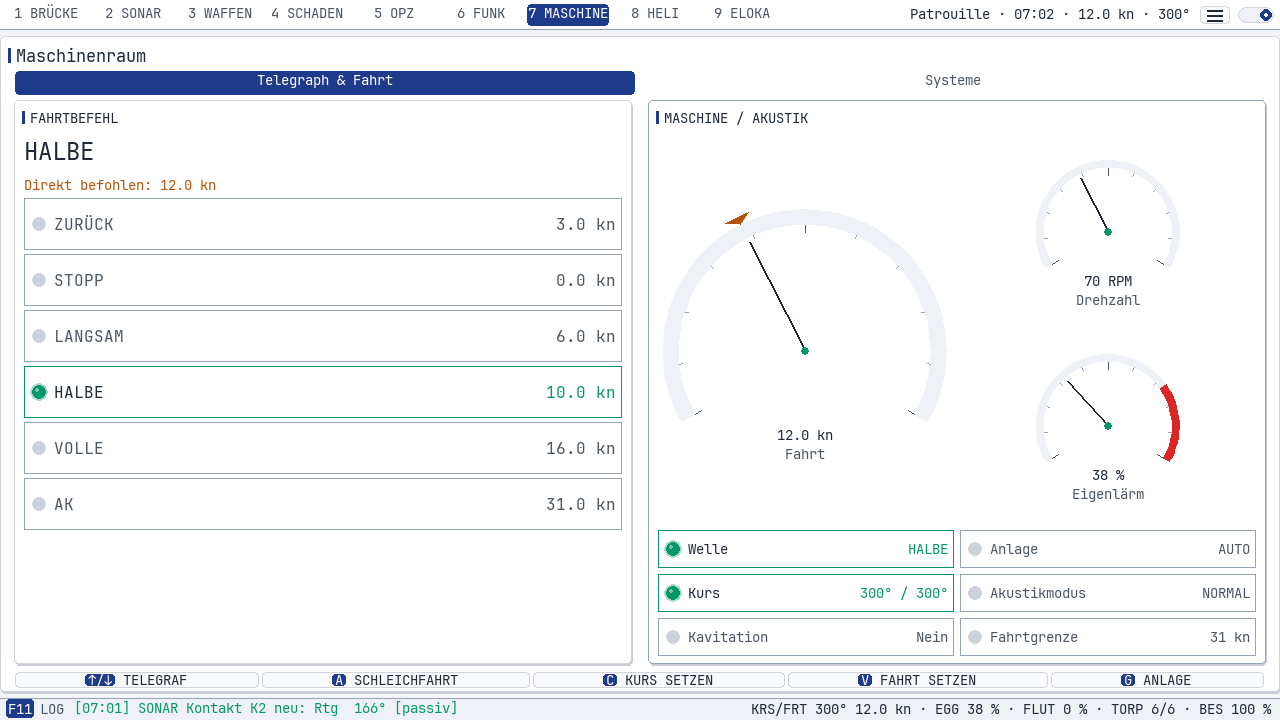 1 BRÜCKE 2 SONAR 3 WAFFEN 4 SCHADEN 5 OPZ 6 FUNK 7 MASCHINE 8 HELI 9 ELOKA Patrouille · 07:02 · 12.0 kn · 300°
Maschinenraum
Telegraph & Fahrt Systeme
FAHRTBEFEHL
HALBE
Direkt befohlen: 12.0 kn
ZURÜCK 3.0 kn
STOPP 0.0 kn
LANGSAM 6.0 kn
HALBE 10.0 kn
VOLLE 16.0 kn
AK 31.0 kn
MASCHINE / AKUSTIK
12.0 kn
Fahrt
70 RPM
Drehzahl
38 %
Eigenlärm
Welle HALBE
Anlage AUTO
Kurs 300° / 300°
Akustikmodus NORMAL
Kavitation Nein
Fahrtgrenze 31 kn
↑/↓ TELEGRAF A SCHLEICHFAHRT C KURS SETZEN V FAHRT SETZEN G ANLAGE
F11 LOG [07:01] SONAR Kontakt K2 neu: Rtg 166° [passiv] KRS/FRT 300° 12.0 kn · EGG 38 % · FLUT 0 % · TORP 6/6 · BES 100 %